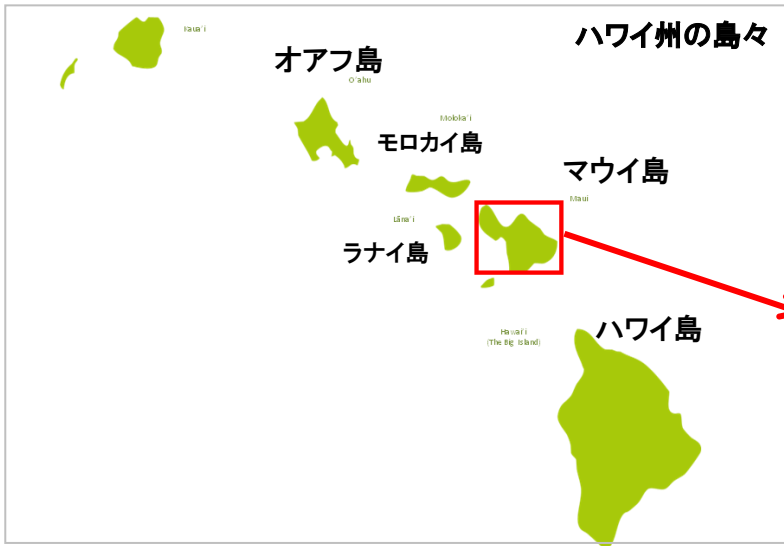 ハワイ州の島々
Kaua'i
オアフ島
O'ahu
Moloka'i
モロカイ島
マウイ島
Maui
Lāna'i
ラナイ島
ハワイ島
Hawai'i
(The Big Island)